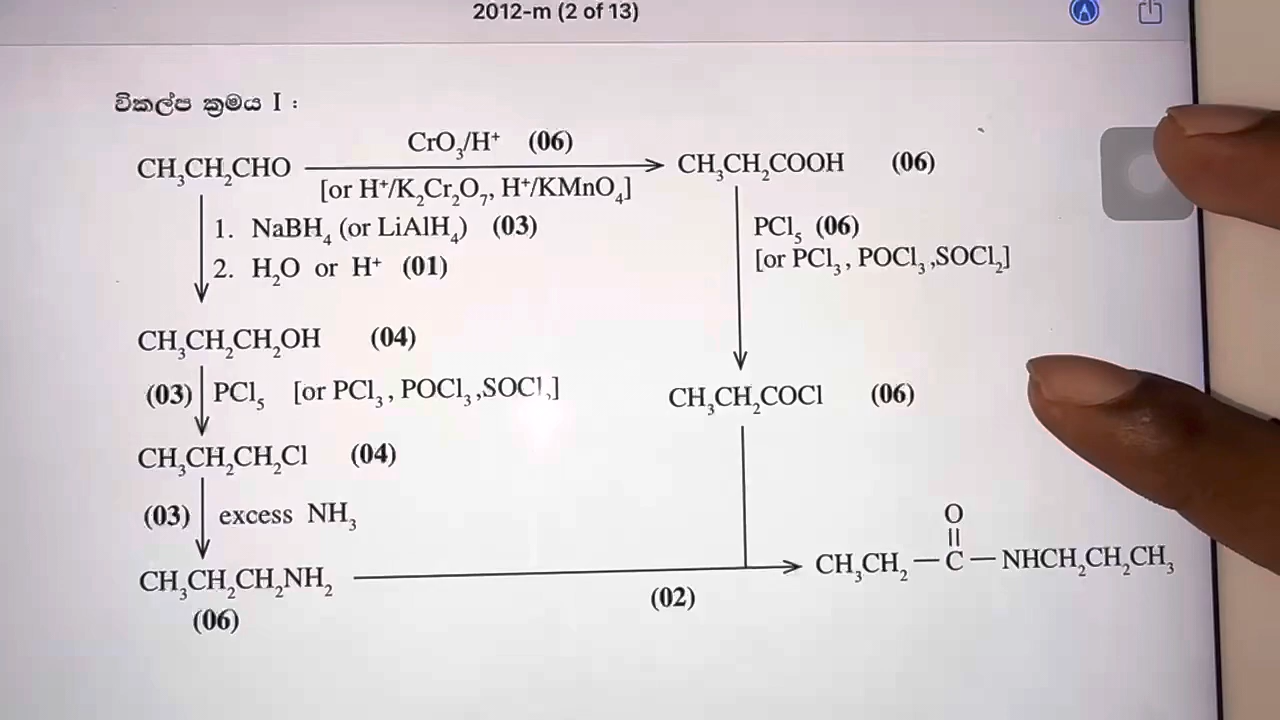 2012-m (2 of 13)
විකල්ප ක්‍රමය I :
CH₃CH₂CHO
CrO₃/H⁺ (06)
[or H⁺/K₂Cr₂O₇, H⁺/KMnO₄]
CH₃CH₂COOH (06)
1. NaBH₄ (or LiAlH₄) (03)
2. H₂O or H⁺ (01)
PCl₅ (06)
[or PCl₃, POCl₃,SOCl₂]
CH₃CH₂CH₂OH (04)
(03) PCl₅ [or PCl₃, POCl₃,SOCl₂]
CH₃CH₂COCl (06)
CH₃CH₂CH₂Cl (04)
(03) excess NH₃
CH₃CH₂CH₂NH₂
(06)
(02)
O
||
CH₃CH₂—C—NHCH₂CH₂CH₃